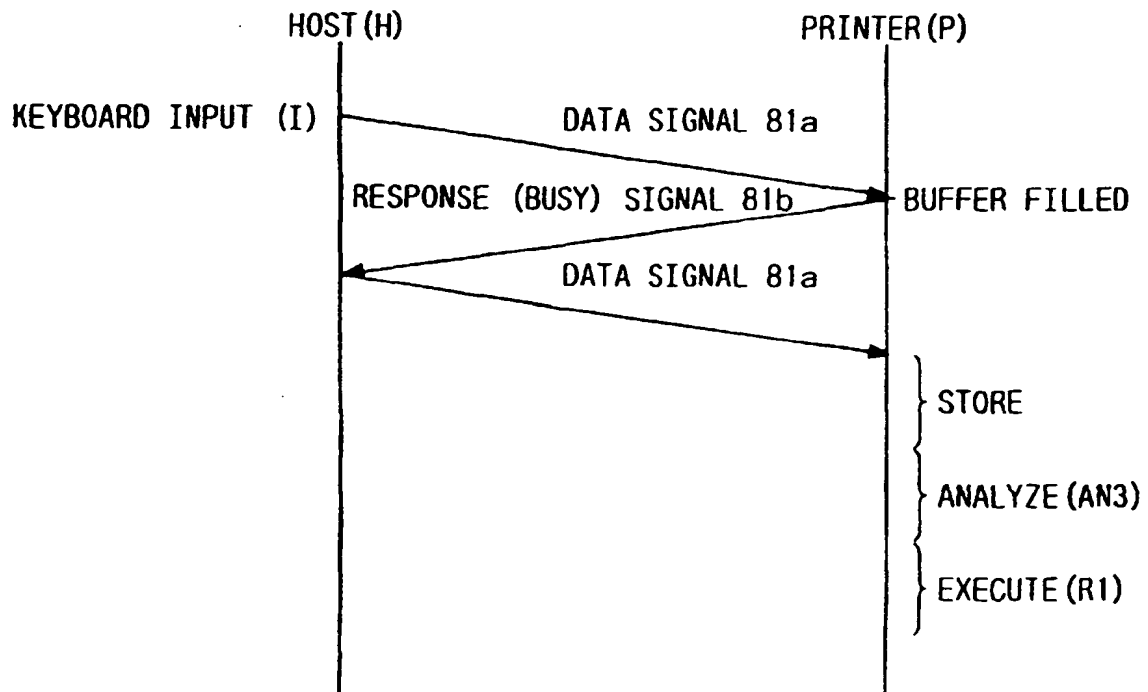 HOST(H)
PRINTER(P)
KEYBOARD INPUT (I)
DATA SIGNAL 81a
RESPONSE (BUSY) SIGNAL 81b
BUFFER FILLED
DATA SIGNAL 81a
STORE
ANALYZE(AN3)
EXECUTE(R1)